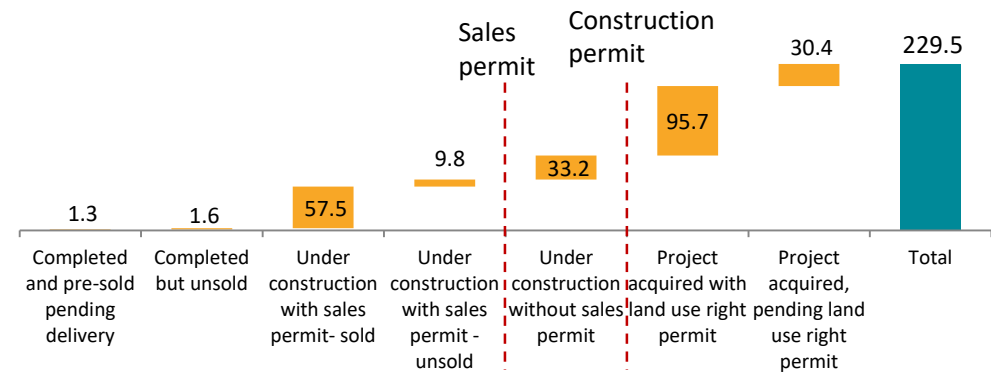 Sales
permit
Construction
permit
1.3
1.6
57.5
9.8
33.2
95.7
30.4
229.5
Completed
and pre-sold
pending
delivery
Completed
but unsold
Under
construction
with sales
permit- sold
Under
construction
with sales
permit -
unsold
Under
construction
without sales
permit
Project
acquired with
land use right
permit
Project
acquired,
pending land
use right
permit
Total